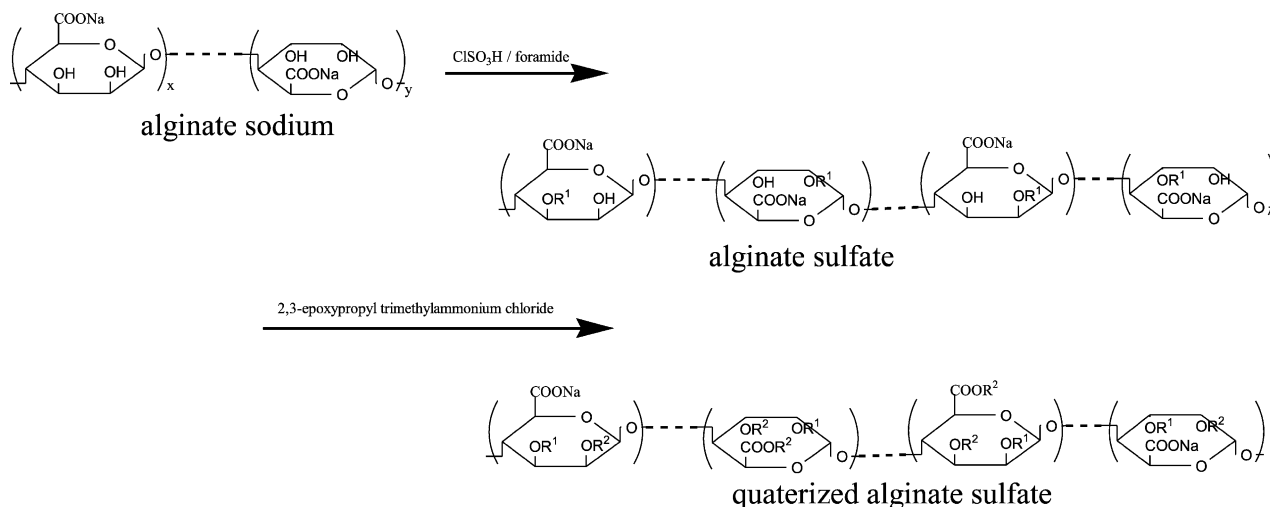 COONa
O
O
OH
OH
x
OH
OH
COONa
O
O
y
alginate sodium
ClSO₃H / foramide
COONa
O
O
OR¹
OH
OH
OR¹
COONa
O
O
COONa
O
O
OH
OR¹
OR¹
OH
COONa
O
O
alginate sulfate
2,3-epoxypropyl trimethylammonium chloride
COONa
O
O
OR¹
OR²
OR²
OR¹
COOR²
O
O
COOR²
O
O
OR²
OR¹
OR¹
OR²
COONa
O
O
quaterized alginate sulfate